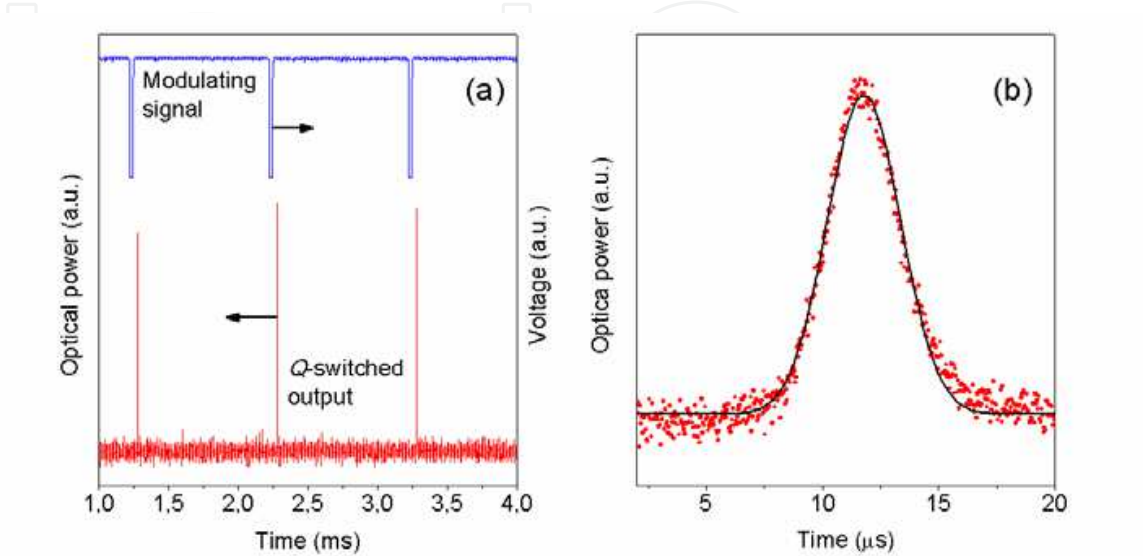 Modulating
signal
(a)
Q-switched
output
Optical power (a.u.)
Voltage (a.u.)
1,0 1,5 2,0 2,5 3,0 3,5 4,0
Time (ms)
(b)
Optica power (a.u.)
5 10 15 20
Time (μs)